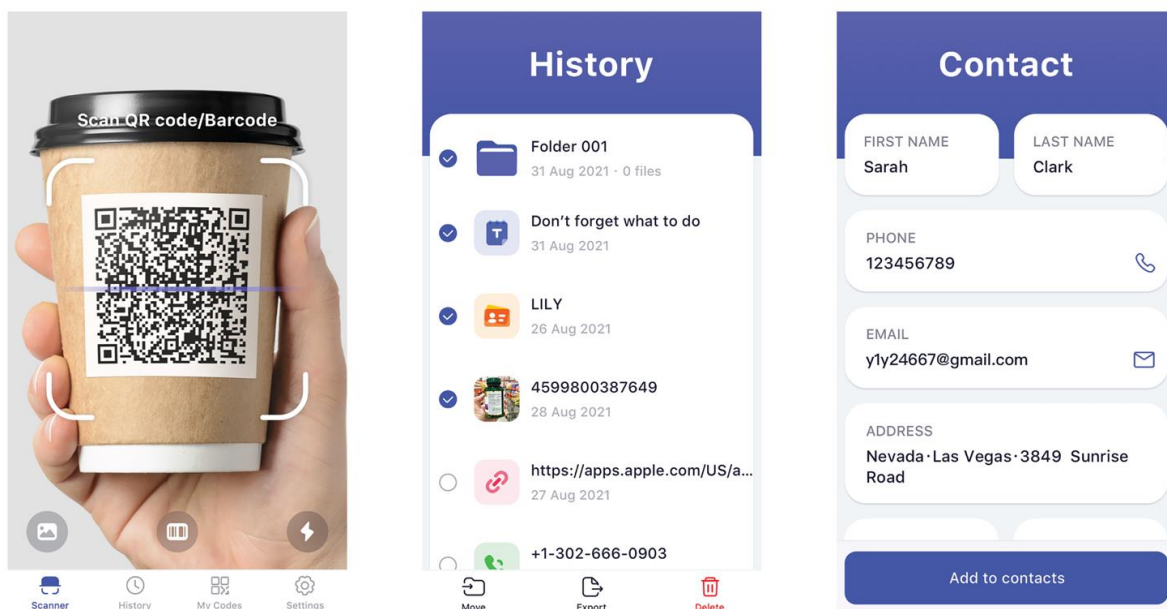 Scan QR code/Barcode
Scanner
History
My Codes
Settings
History
Folder 001
31 Aug 2021 · 0 files
Don't forget what to do
31 Aug 2021
LILY
26 Aug 2021
4599800387649
28 Aug 2021
https://apps.apple.com/US/a...
27 Aug 2021
+1-302-666-0903
Move
Export
Delete
Contact
FIRST NAME
Sarah
LAST NAME
Clark
PHONE
123456789
EMAIL
y1y24667@gmail.com
ADDRESS
Nevada·Las Vegas·3849 Sunrise
Road
Add to contacts